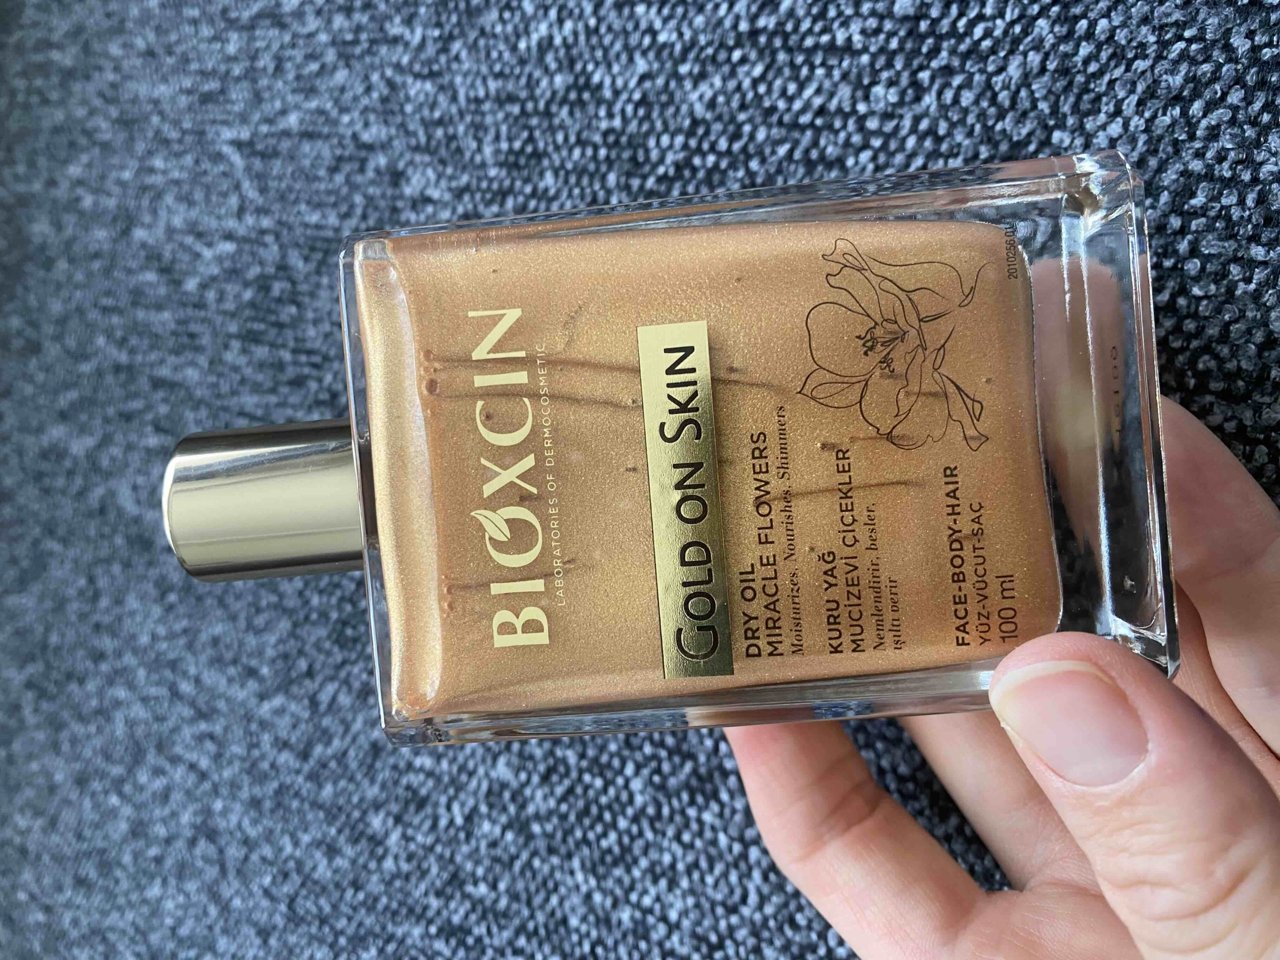 BIOXCIN
LABORATORIES OF DERMOCOSMETIC
GOLD ON SKIN
DRY OIL
MIRACLE FLOWERS
Moisturizes. Nourishes. Shimmers
KURU YAĞ
MUCİZEVİ ÇİÇEKLER
Nemlendirir, besler,
ışıltı verir
FACE-BODY-HAIR
YÜZ-VÜCUT-SAÇ
100 ml